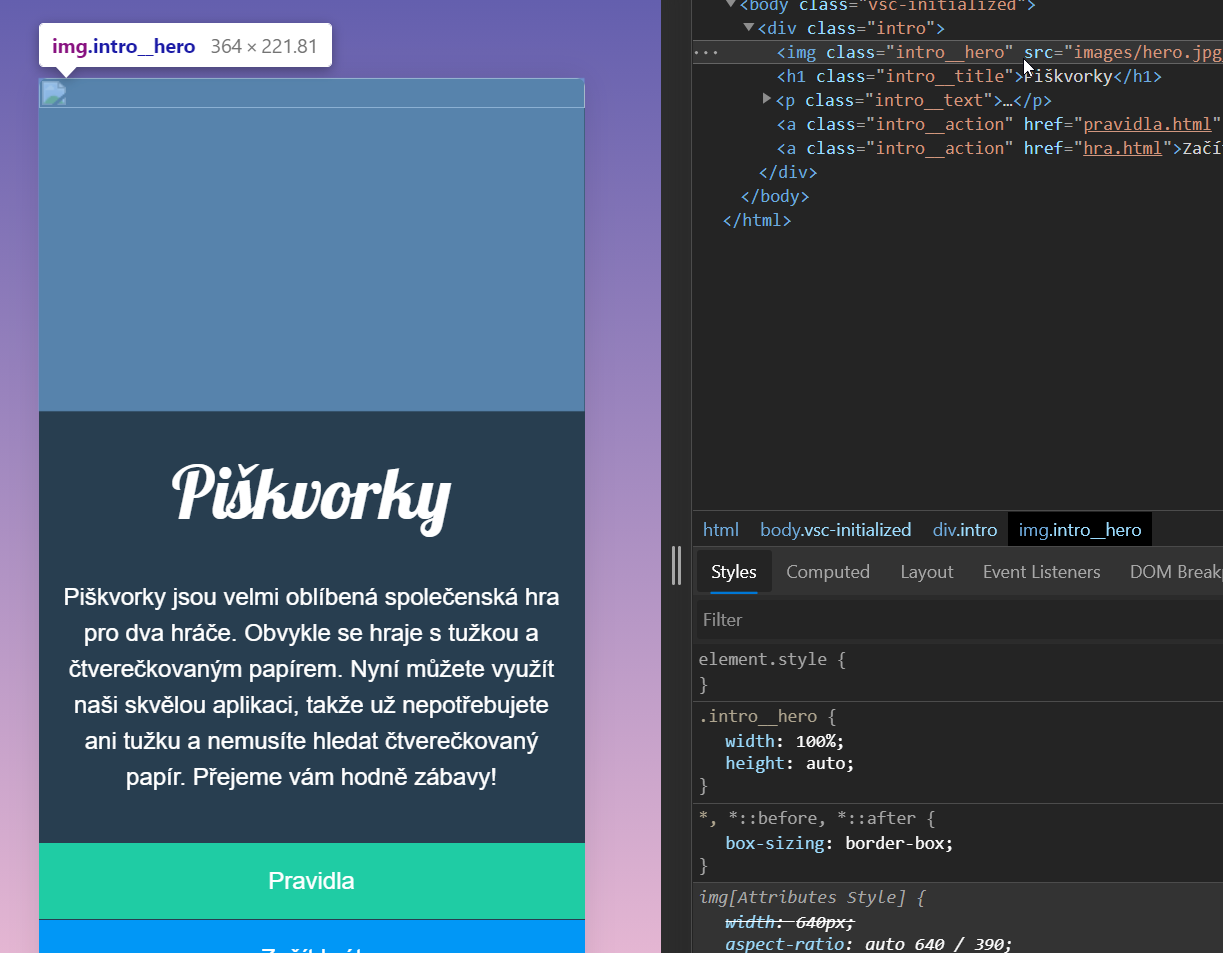 img.intro__hero 364 × 221.81
Piškvorky
Piškvorky jsou velmi oblíbená společenská hra
pro dva hráče. Obvykle se hraje s tužkou a
čtverečkovaným papírem. Nyní můžete využít
naši skvělou aplikaci, takže už nepotřebujete
ani tužku a nemusíte hledat čtverečkovaný
papír. Přejeme vám hodně zábavy!
Pravidla
<body class="vsc-initialized">
<div class="intro">
··· <img class="intro__hero" src="images/hero.jpg
<h1 class="intro__title">Piškvorky</h1>
<p class="intro__text">…</p>
<a class="intro__action" href="pravidla.html"
<a class="intro__action" href="hra.html">Začí
</div>
</body>
</html>
html body.vsc-initialized div.intro img.intro__hero
Styles Computed Layout Event Listeners DOM Break
Filter
element.style {
}
.intro__hero {
width: 100%;
height: auto;
}
*, *::before, *::after {
box-sizing: border-box;
}
img[Attributes Style] {
width: 640px;
aspect-ratio: auto 640 / 390;